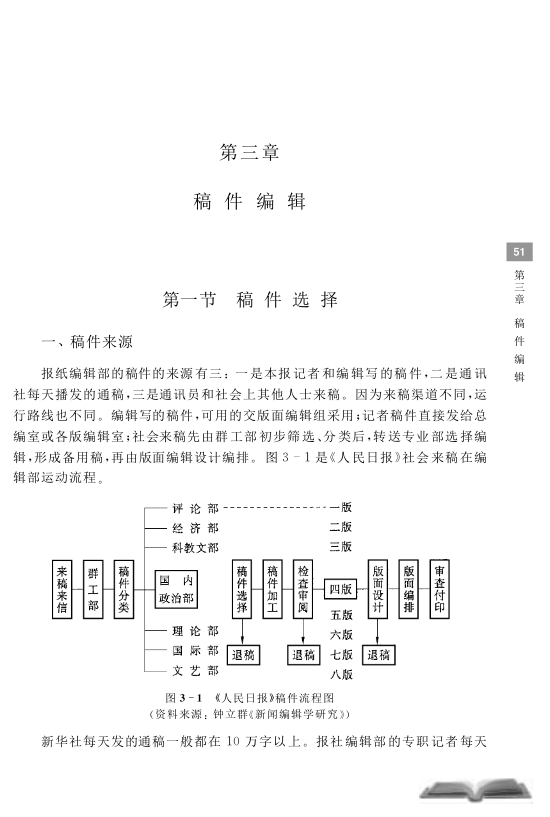 第三章
稿件编辑
51
第三章 稿件编辑
第一节 稿件选择
一、稿件来源
报纸编辑部的稿件的来源有三：一是本报记者和编辑写的稿件，二是通讯
社每天播发的通稿，三是通讯员和社会上其他人士来稿。因为来稿渠道不同，运
行路线也不同。编辑写的稿件，可用的交版面编辑组采用；记者稿件直接发给总
编室或各版编辑室；社会来稿先由群工部初步筛选、分类后，转送专业部选择编
辑，形成备用稿，再由版面编辑设计编排。图3-1是《人民日报》社会来稿在编
辑部运动流程。
评论部 一版
经济部 二版
科教文部 三版
来稿来信
群工部
稿件分类
国内
政治部
稿件选择
稿件加工
检查审阅
四版
版面设计
版面编排
审查付印
五版
理论部 六版
国际部 退稿 退稿 七版 退稿
文艺部 八版
图3-1 《人民日报》稿件流程图
（资料来源：钟立群《新闻编辑学研究》）
新华社每天发的通稿一般都在10万字以上。报社编辑部的专职记者每天